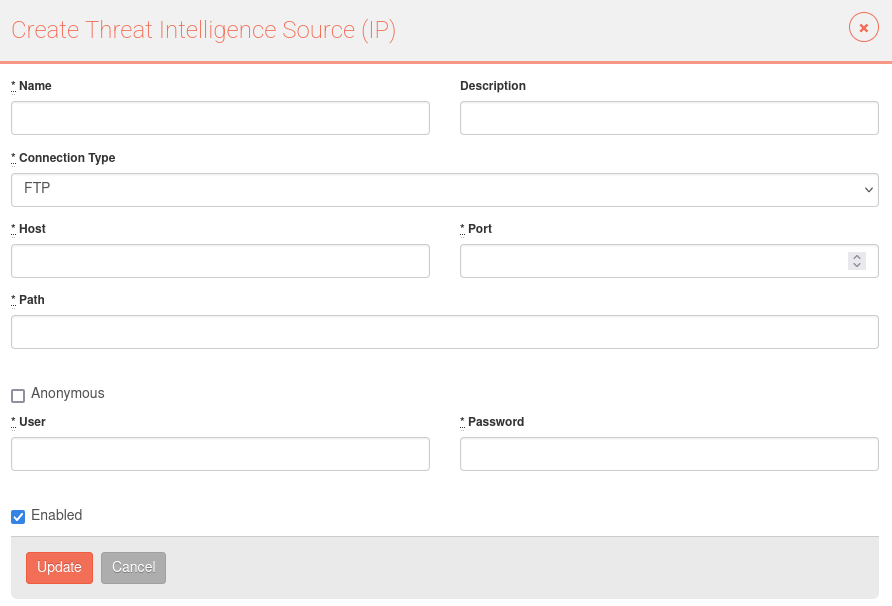 Create Threat Intelligence Source (IP)
* Name
Description
* Connection Type
FTP
* Host
* Port
* Path
Anonymous
* User
* Password
Enabled
Update
Cancel